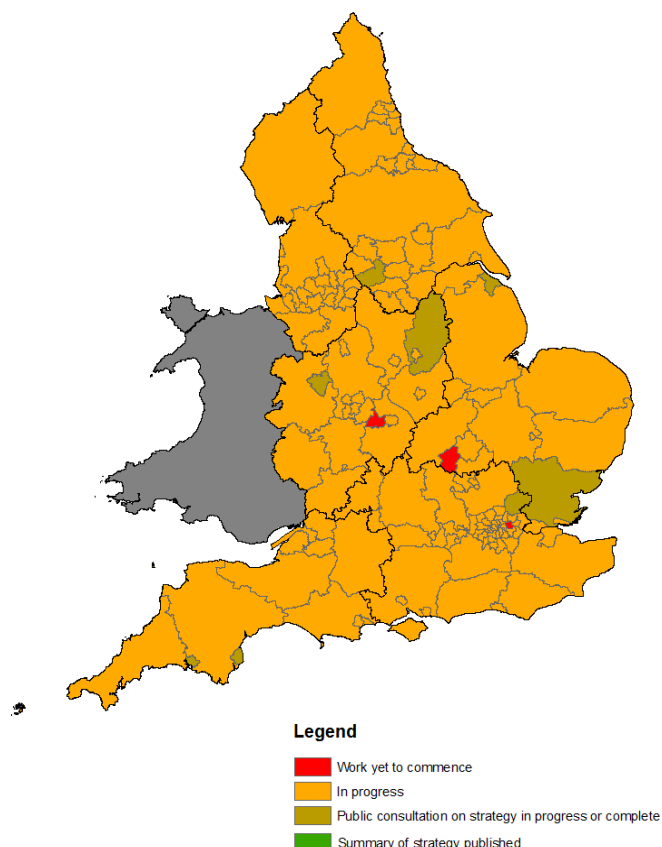 Legend
Work yet to commence
In progress
Public consultation on strategy in progress or complete
Summary of strategy published